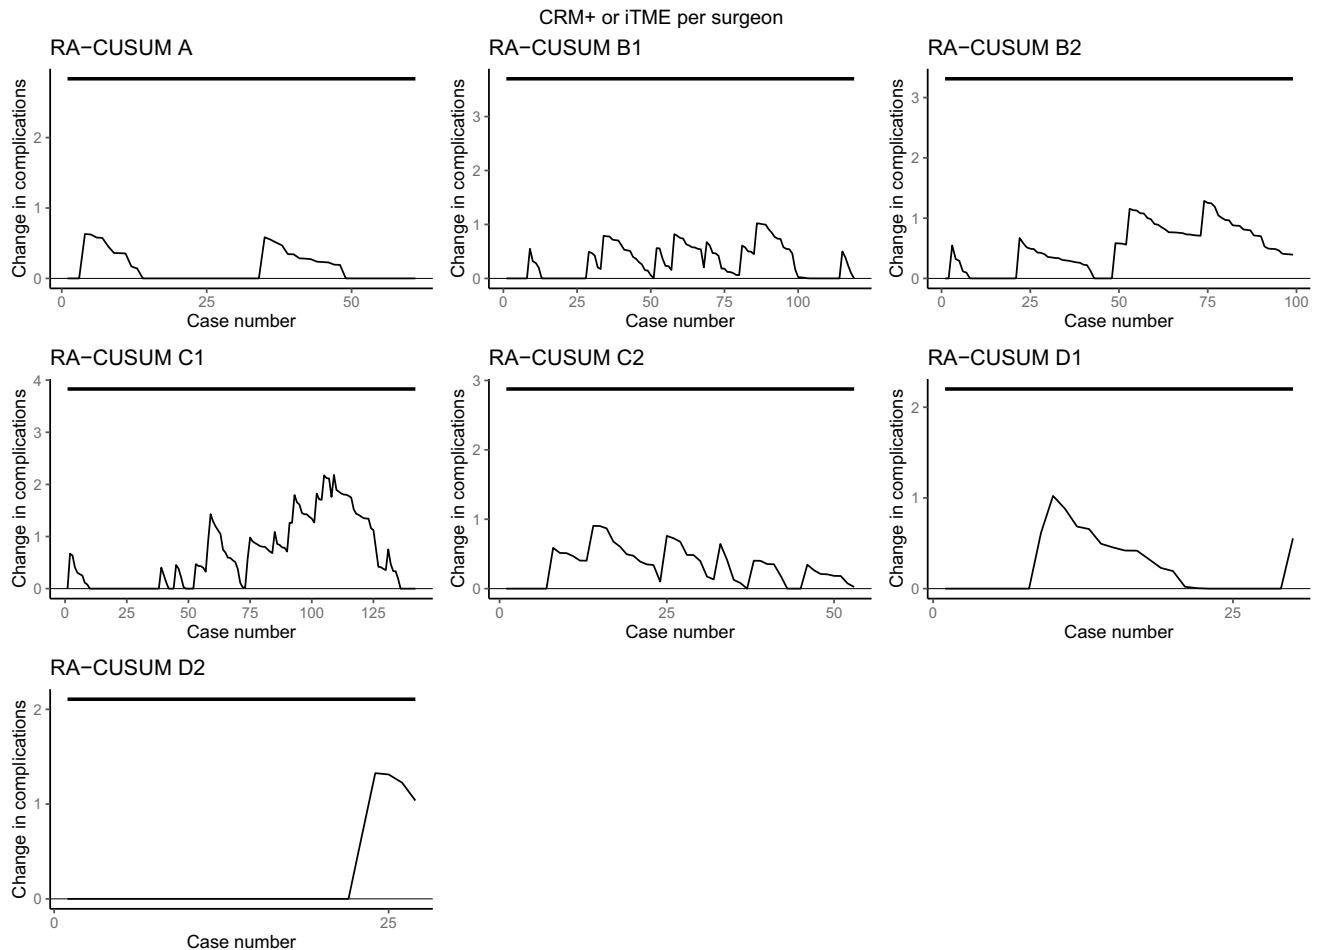 CRM+ or iTME per surgeon
RA−CUSUM A
Change in complications
2
1
0
0 25 50
Case number
RA−CUSUM B1
Change in complications
3
2
1
0
0 25 50 75 100
Case number
RA−CUSUM B2
Change in complications
3
2
1
0
0 25 50 75 100
Case number
RA−CUSUM C1
Change in complications
4
3
2
1
0
0 25 50 75 100 125
Case number
RA−CUSUM C2
Change in complications
3
2
1
0
0 25 50
Case number
RA−CUSUM D1
Change in complications
2
1
0
0 25
Case number
RA−CUSUM D2
Change in complications
2
1
0
0 25
Case number